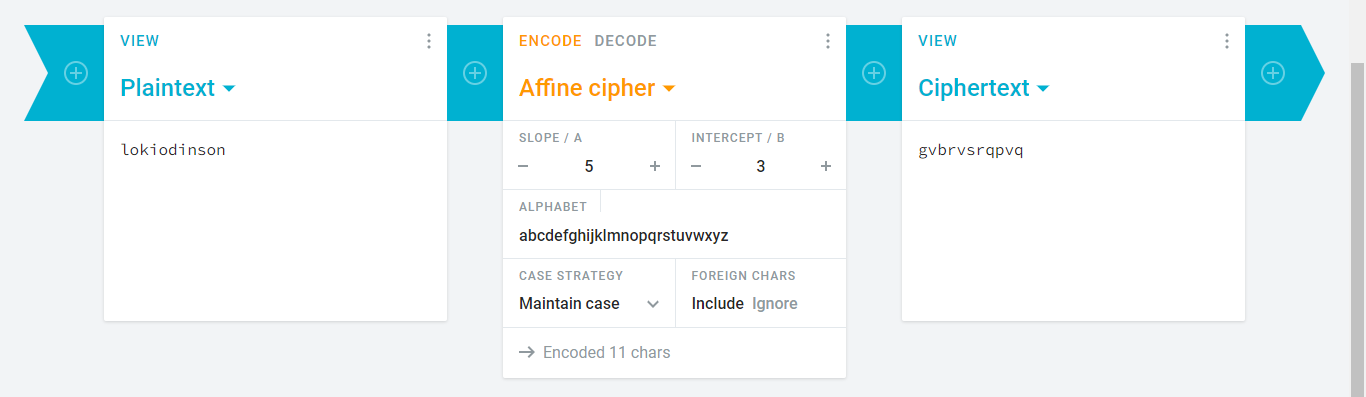 VIEW
Plaintext
lokiodinson
ENCODE DECODE
Affine cipher
SLOPE / A
5
INTERCEPT / B
3
ALPHABET
abcdefghijklmnopqrstuvwxyz
CASE STRATEGY
Maintain case
FOREIGN CHARS
Include Ignore
→ Encoded 11 chars
VIEW
Ciphertext
gvbrvsrqpvq